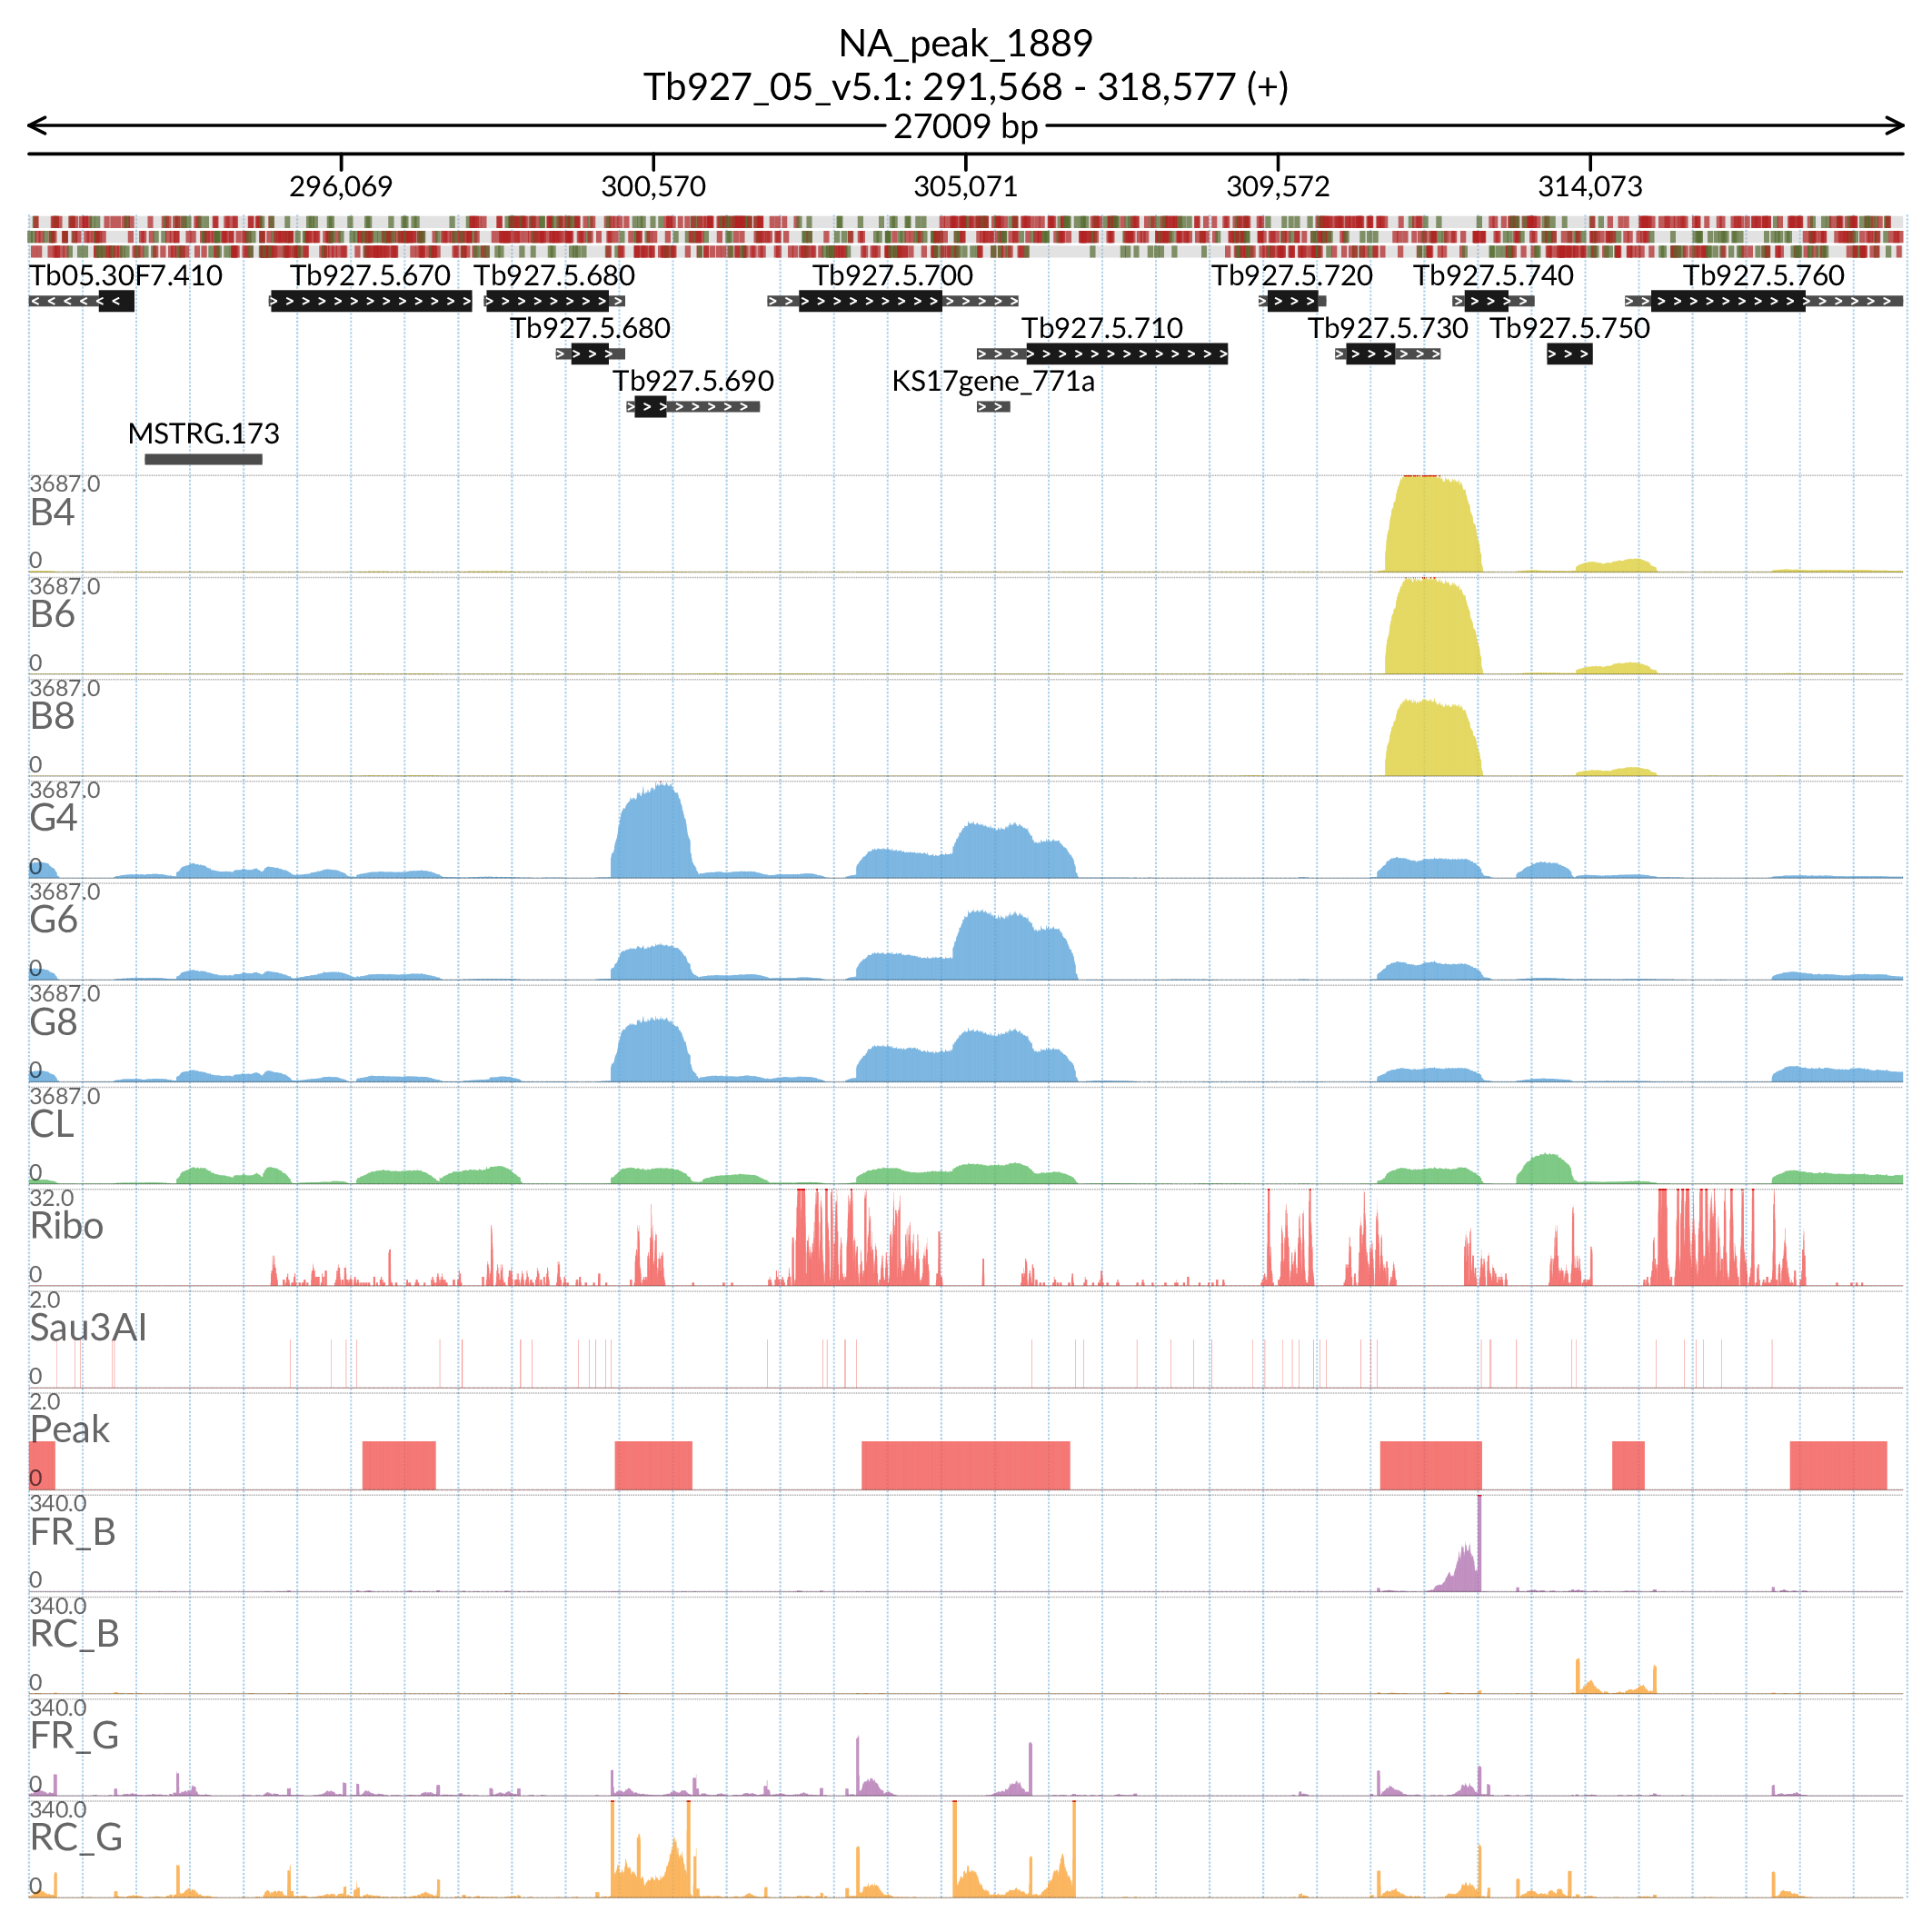 NA_peak_1889
Tb927_05_v5.1: 291,568 - 318,577 (+)
27009 bp
296,069 300,570 305,071 309,572 314,073
Tb05.30F7.410 Tb927.5.670 Tb927.5.680 Tb927.5.700 Tb927.5.720 Tb927.5.740 Tb927.5.760
Tb927.5.680 Tb927.5.710 Tb927.5.730 Tb927.5.750
Tb927.5.690 KS17gene_771a
MSTRG.173
3687.0
B4
0
3687.0
B6
0
3687.0
B8
0
3687.0
G4
0
3687.0
G6
0
3687.0
G8
0
3687.0
CL
0
32.0
Ribo
0
2.0
Sau3AI
0
2.0
Peak
0
340.0
FR_B
0
340.0
RC_B
0
340.0
FR_G
0
340.0
RC_G
0